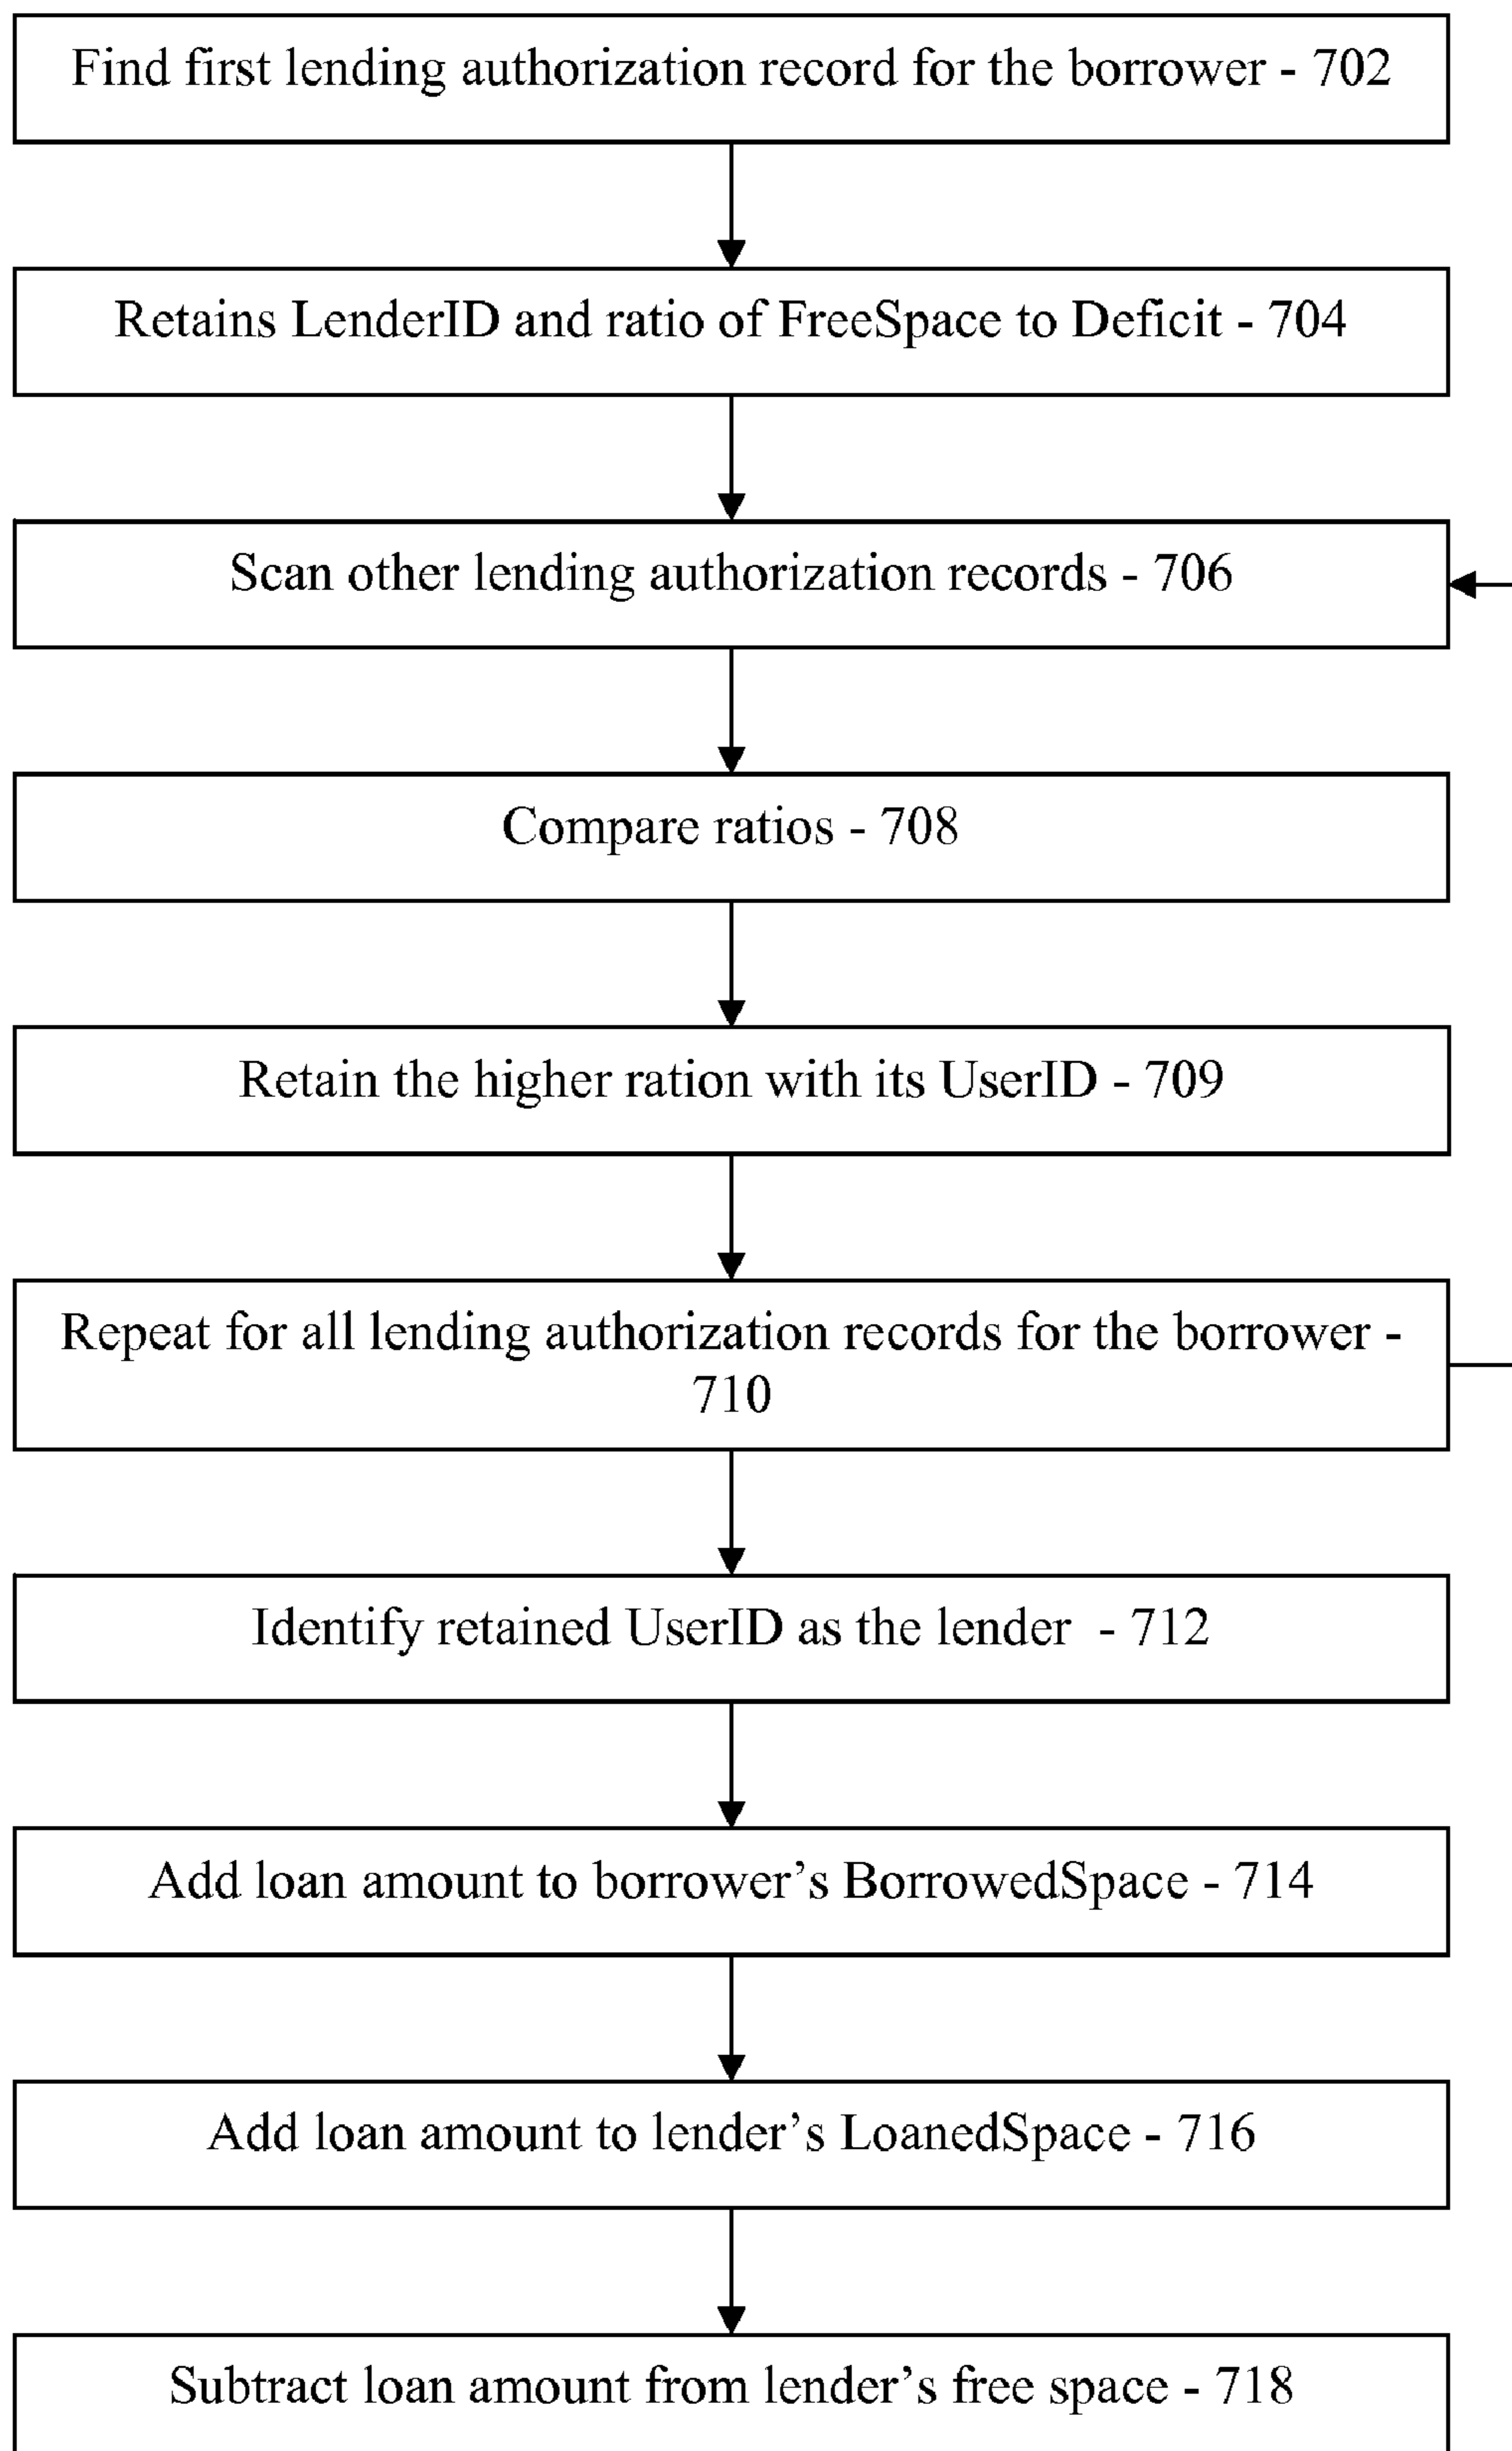 Find first lending authorization record for the borrower - 702
Retains LenderID and ratio of FreeSpace to Deficit - 704
Scan other lending authorization records - 706
Compare ratios - 708
Retain the higher ration with its UserID - 709
Repeat for all lending authorization records for the borrower -
710
Identify retained UserID as the lender - 712
Add loan amount to borrower’s BorrowedSpace - 714
Add loan amount to lender’s LoanedSpace - 716
Subtract loan amount from lender’s free space - 718